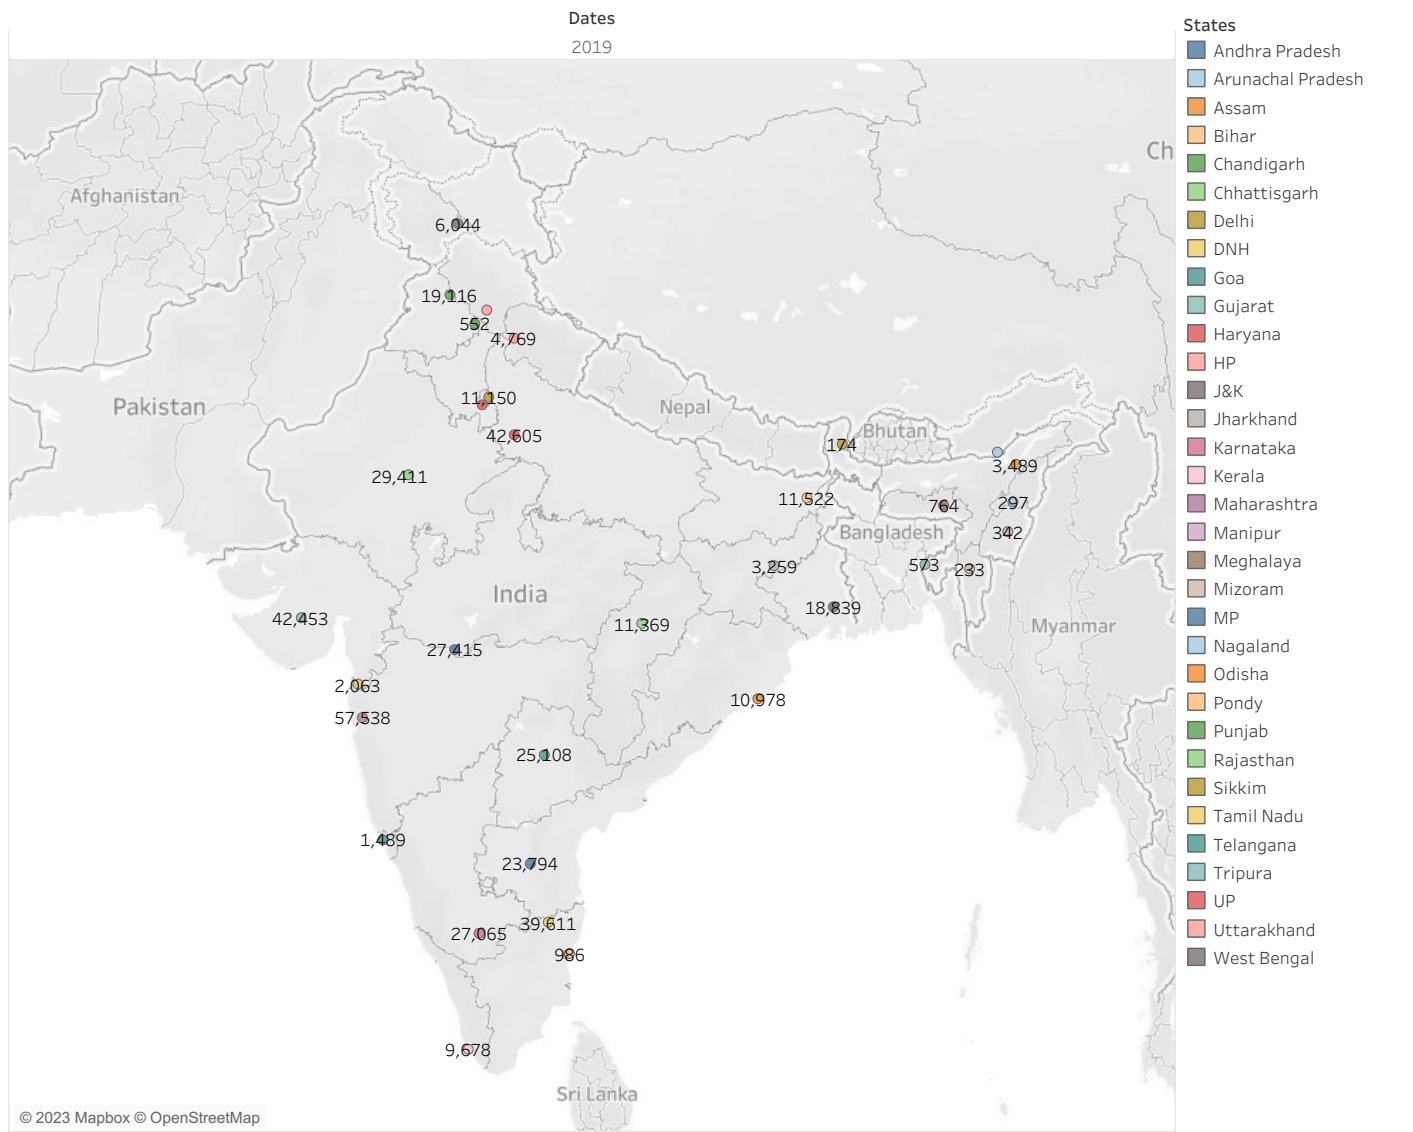 Dates
2019
States
Andhra Pradesh
Arunachal Pradesh
Assam
Bihar
Chandigarh
Chhattisgarh
Delhi
DNH
Goa
Gujarat
Haryana
HP
J&K
Jharkhand
Karnataka
Kerala
Maharashtra
Manipur
Meghalaya
Mizoram
MP
Nagaland
Odisha
Pondy
Punjab
Rajasthan
Sikkim
Tamil Nadu
Telangana
Tripura
UP
Uttarakhand
West Bengal
Ch
Afghanistan
6,044
19,116
552
4,769
11,150
Pakistan
Nepal
Bhutan
42,605
174
3,489
29,411
11,522
764
297
Bangladesh
342
3,259
573
233
India
18,839
42,453
11,369
Myanmar
27,415
2,063
10,978
57,538
25,108
1,489
23,794
39,611
27,065
986
9,678
Sri Lanka
© 2023 Mapbox © OpenStreetMap